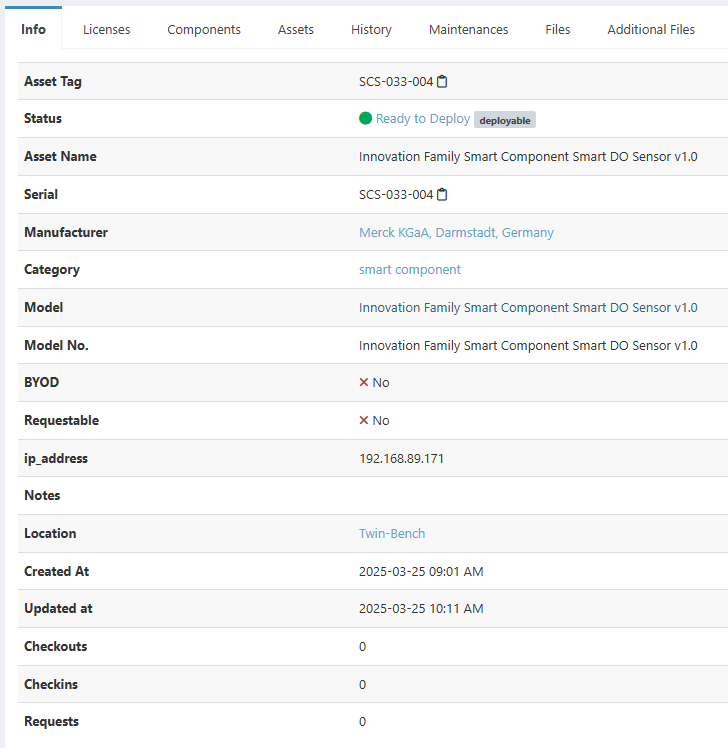 Info Licenses Components Assets History Maintenances Files Additional Files
Asset Tag SCS-033-004
Status Ready to Deploy deployable
Asset Name Innovation Family Smart Component Smart DO Sensor v1.0
Serial SCS-033-004
Manufacturer Merck KGaA, Darmstadt, Germany
Category smart component
Model Innovation Family Smart Component Smart DO Sensor v1.0
Model No. Innovation Family Smart Component Smart DO Sensor v1.0
BYOD No
Requestable No
ip_address 192.168.89.171
Notes
Location Twin-Bench
Created At 2025-03-25 09:01 AM
Updated at 2025-03-25 10:11 AM
Checkouts 0
Checkins 0
Requests 0